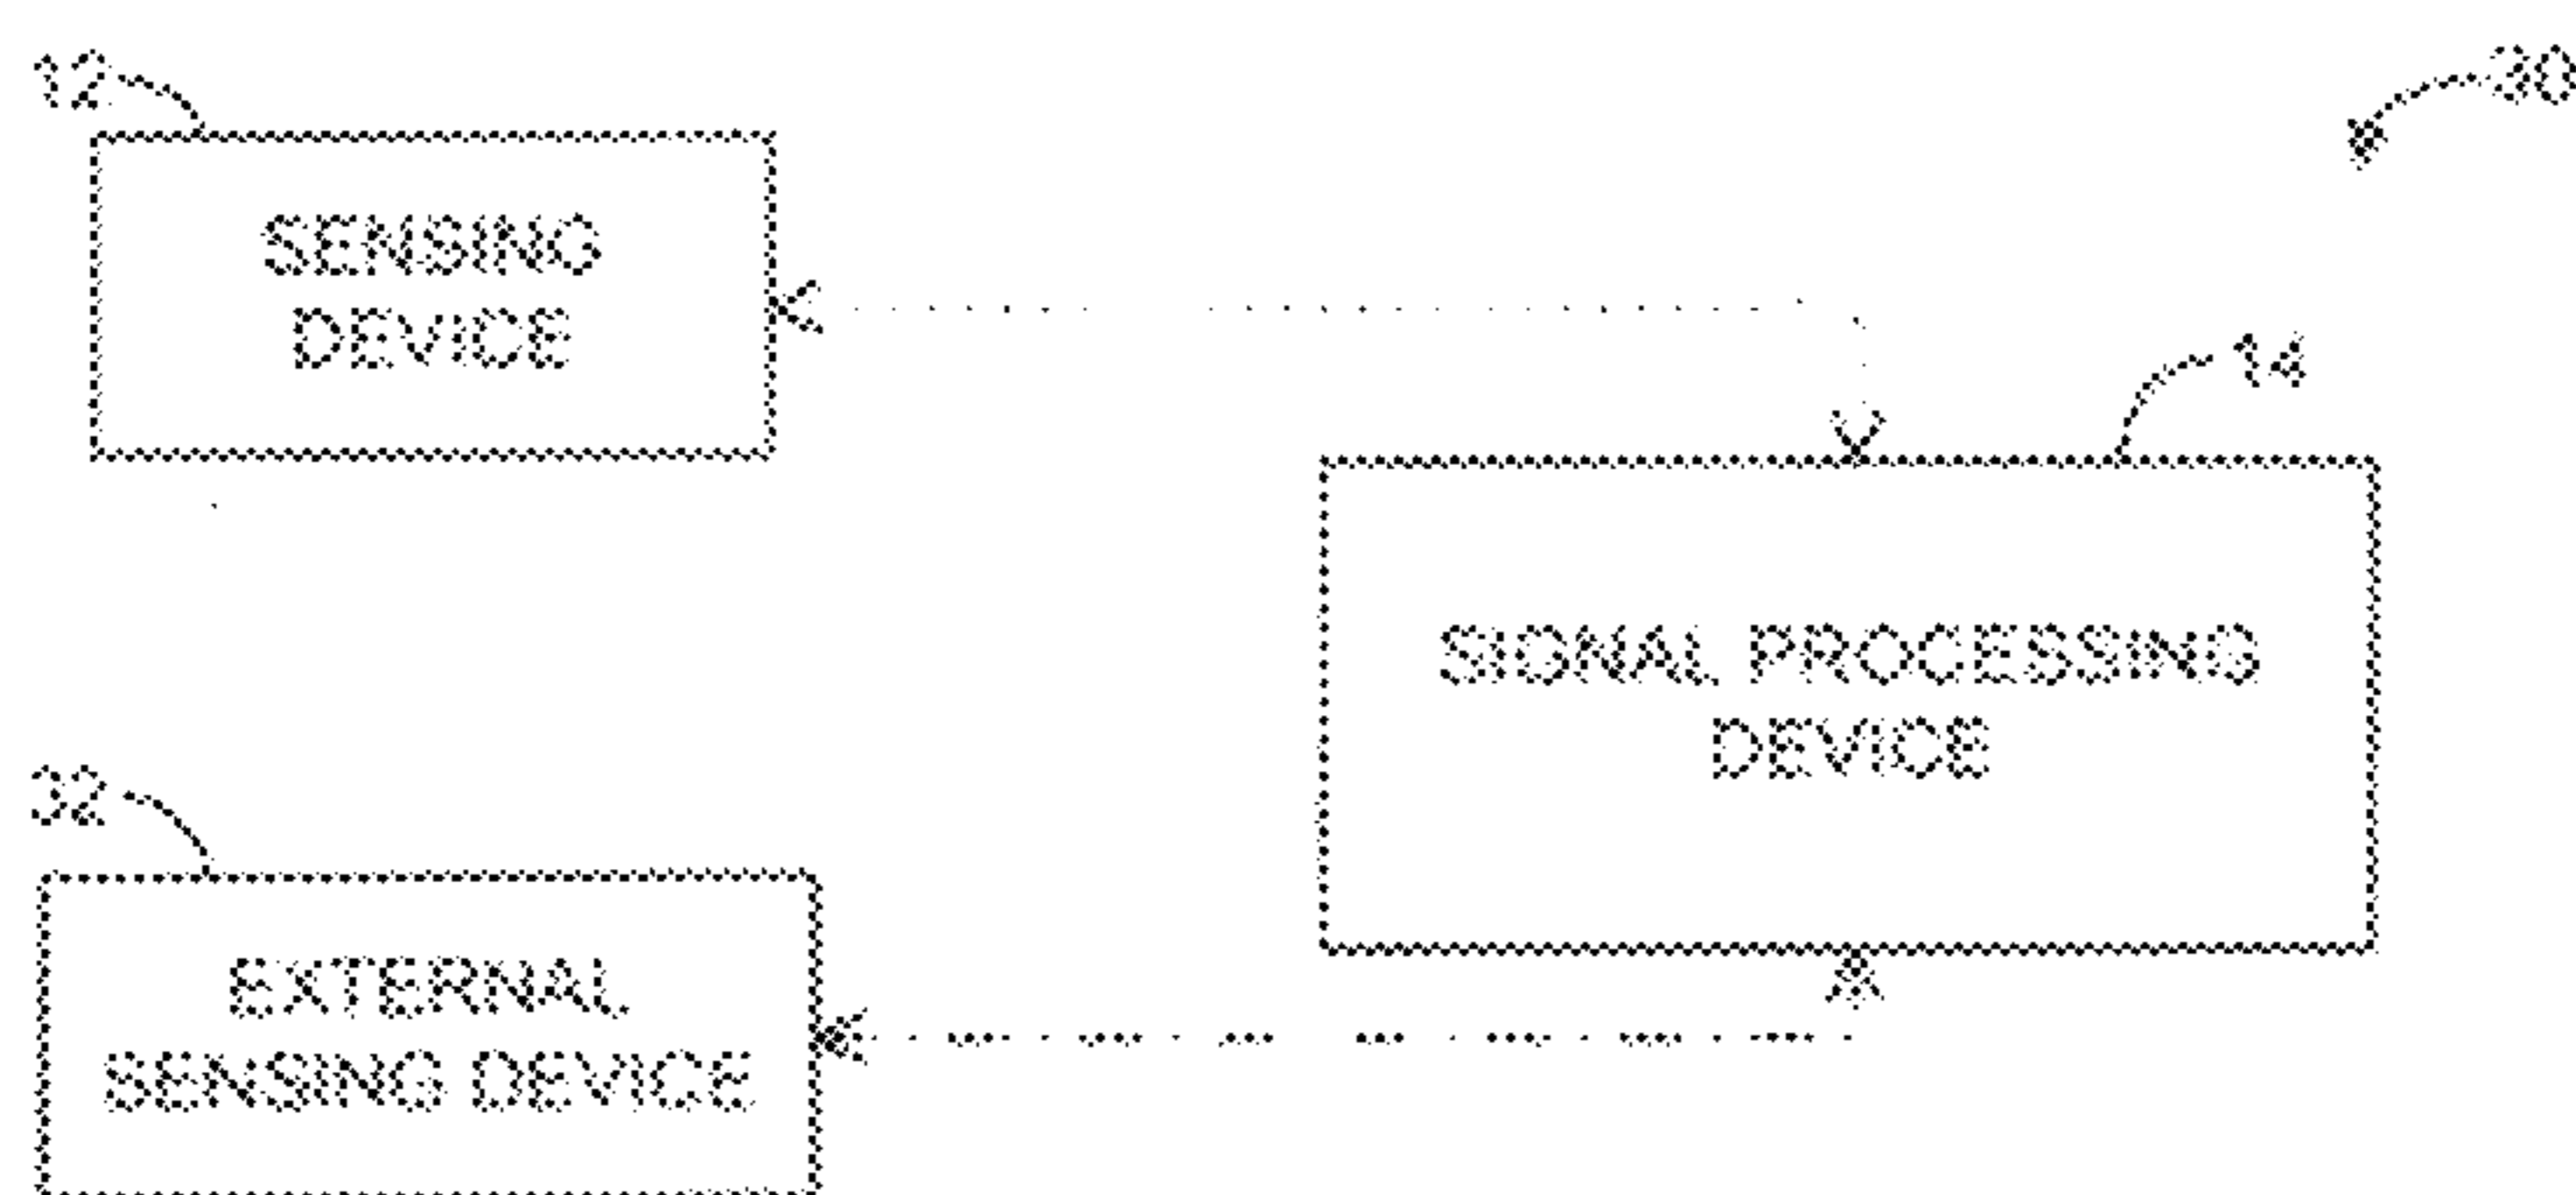 12
30
SENSING
DEVICE
14
SIGNAL PROCESSING
DEVICE
32
EXTERNAL
SENSING DEVICE